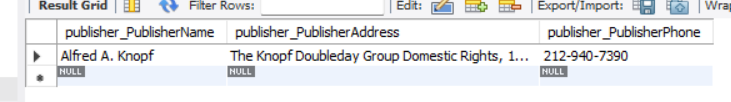 Result Grid Filter Rows: Edit: Export/Import: Wrap
publisher_PublisherName publisher_PublisherAddress publisher_PublisherPhone
Alfred A. Knopf The Knopf Doubleday Group Domestic Rights, 1... 212-940-7390
NULL NULL NULL